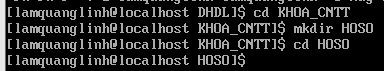 [lamquanglinh@localhost DHDL]$ cd KHOA_CNTT
[lamquanglinh@localhost KHOA_CNTT]$ mkdir HOSO
[lamquanglinh@localhost KHOA_CNTT]$ cd HOSO
[lamquanglinh@localhost HOSO]$